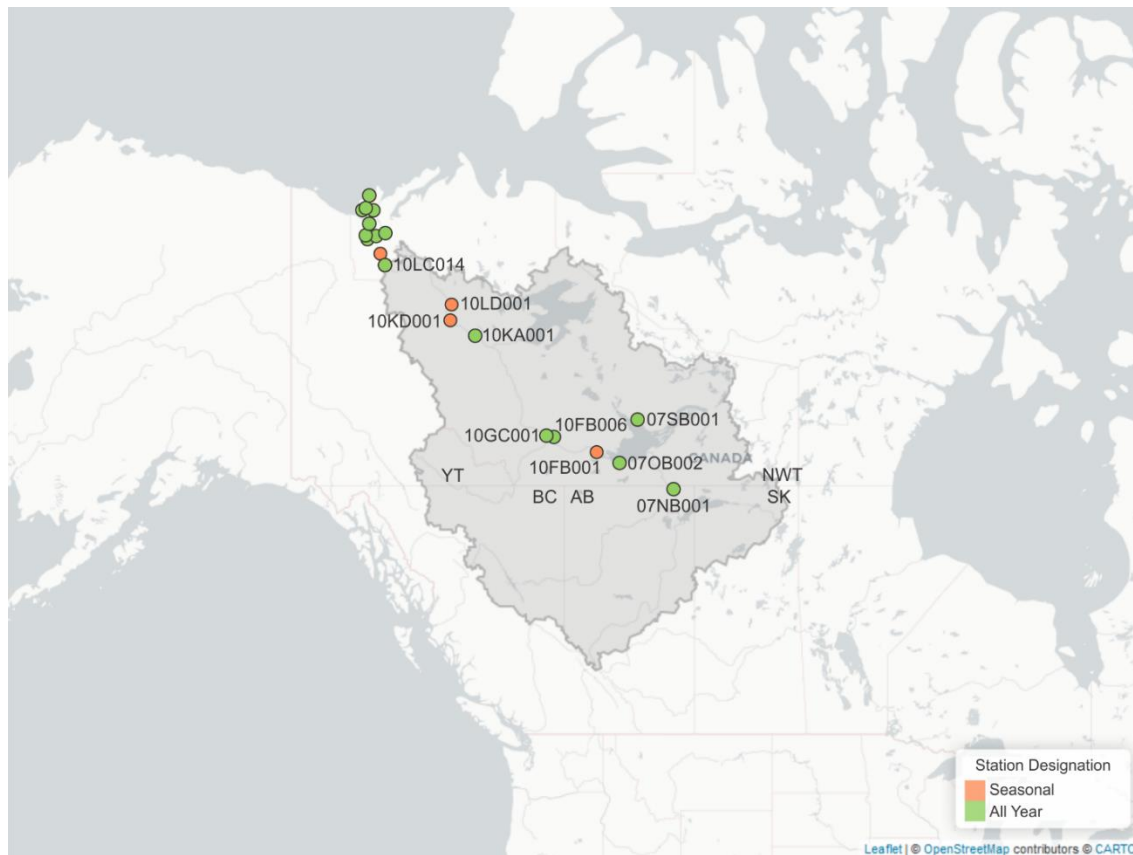 10LC014
10LD001
10KD001
10KA001
07SB001
10FB006
10GC001
10FB001
CANADA
07OB002
YT
NWT
BC
AB
SK
07NB001
Station Designation
Seasonal
All Year
Leaflet | © OpenStreetMap contributors © CARTO